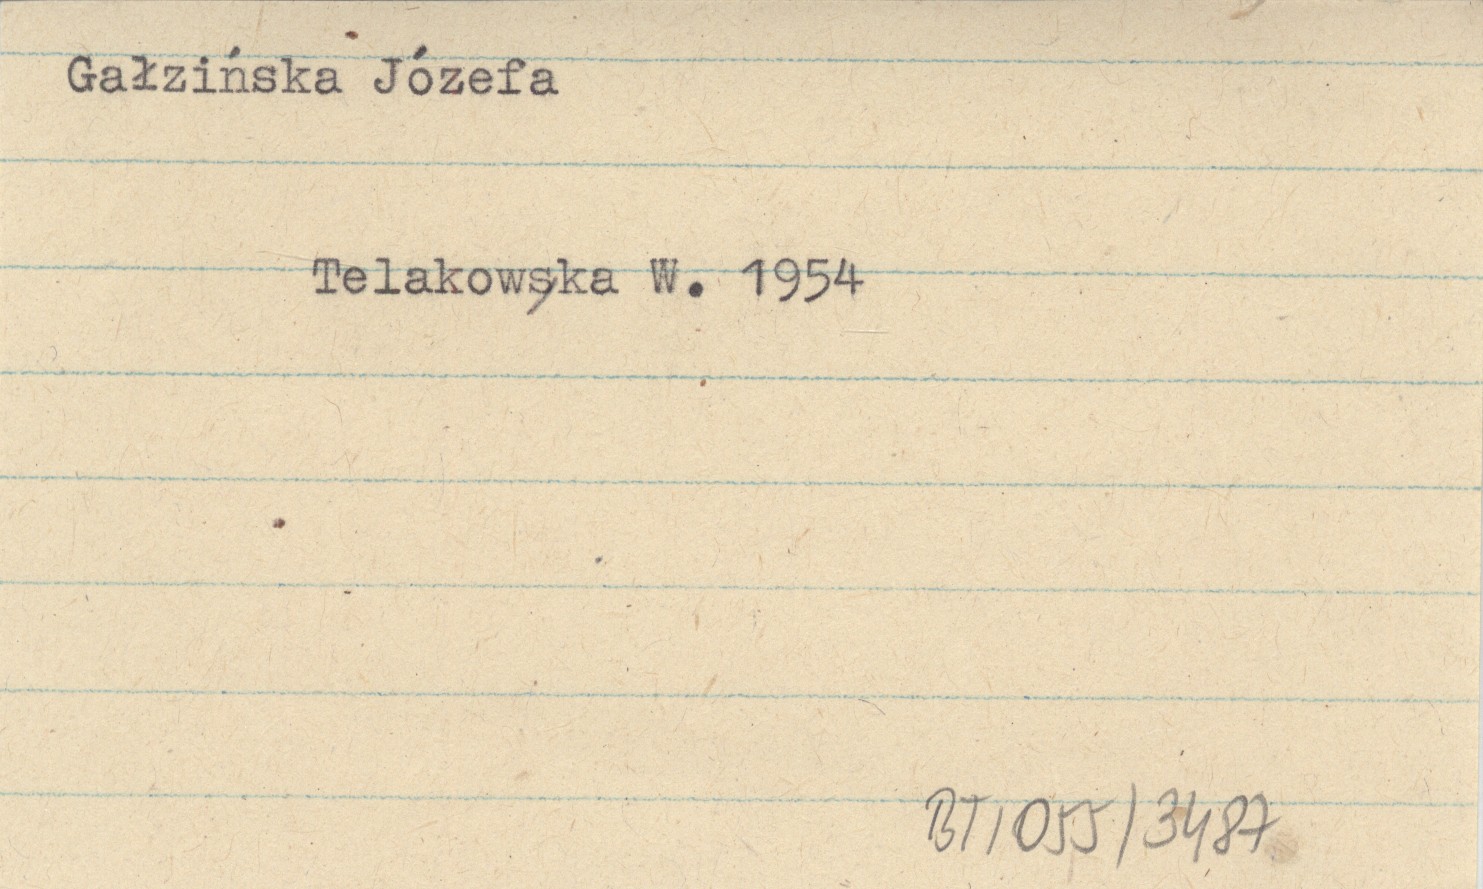 Gałzińska Józefa
Telakowska W. 1954
BT/055/3487